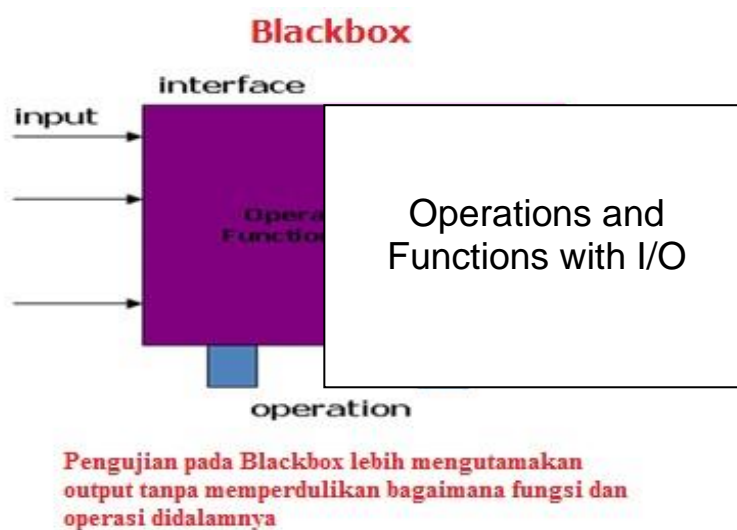 Blackbox
interface
input
Operations and
Functions with I/O
operation
Pengujian pada Blackbox lebih mengutamakan
output tanpa memperdulikan bagaimana fungsi dan
operasi didalamnya